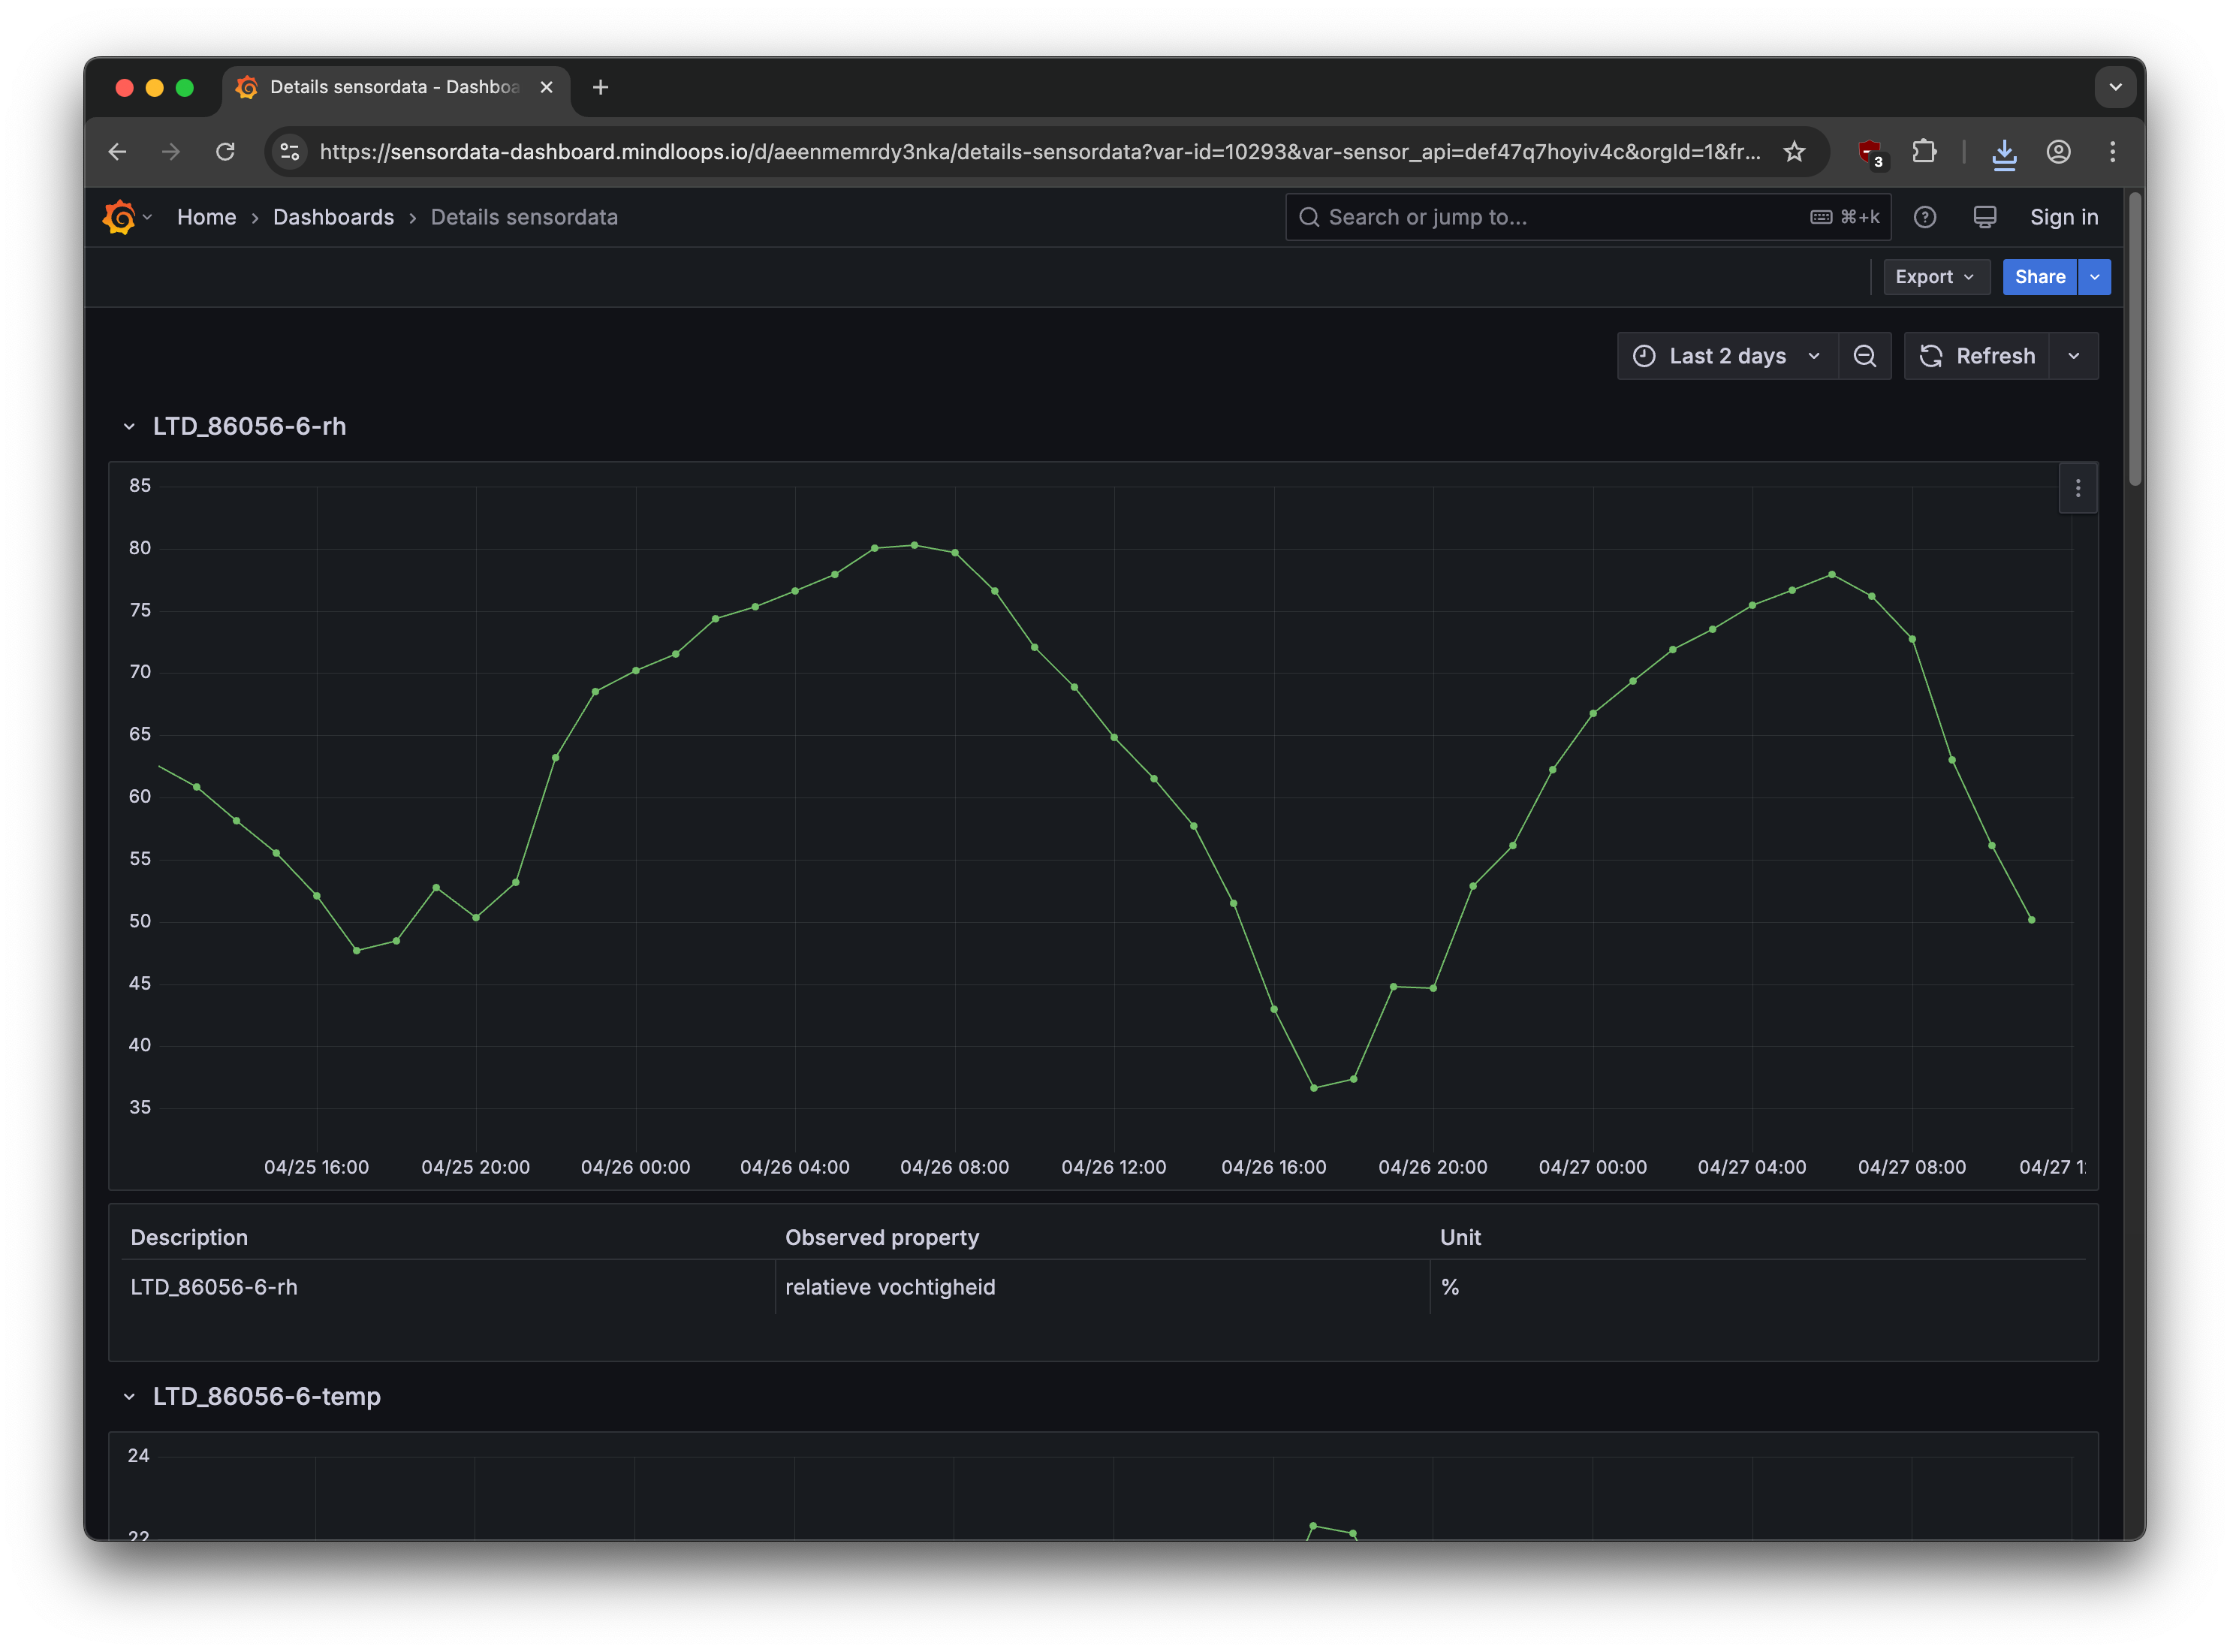 Details sensordata - Dashboa
https://sensordata-dashboard.mindloops.io/d/aeenmemrdy3nka/details-sensordata?var-id=10293&var-sensor_api=def47q7hoyiv4c&orgId=1&fr...
3
Home › Dashboards › Details sensordata
Search or jump to...
⌘+k
Sign in
Export
Share
Last 2 days
Refresh
LTD_86056-6-rh
85
80
75
70
65
60
55
50
45
40
35
04/25 16:00 04/25 20:00 04/26 00:00 04/26 04:00 04/26 08:00 04/26 12:00 04/26 16:00 04/26 20:00 04/27 00:00 04/27 04:00 04/27 08:00 04/27 1
Description Observed property Unit
LTD_86056-6-rh relatieve vochtigheid %
LTD_86056-6-temp
24
22